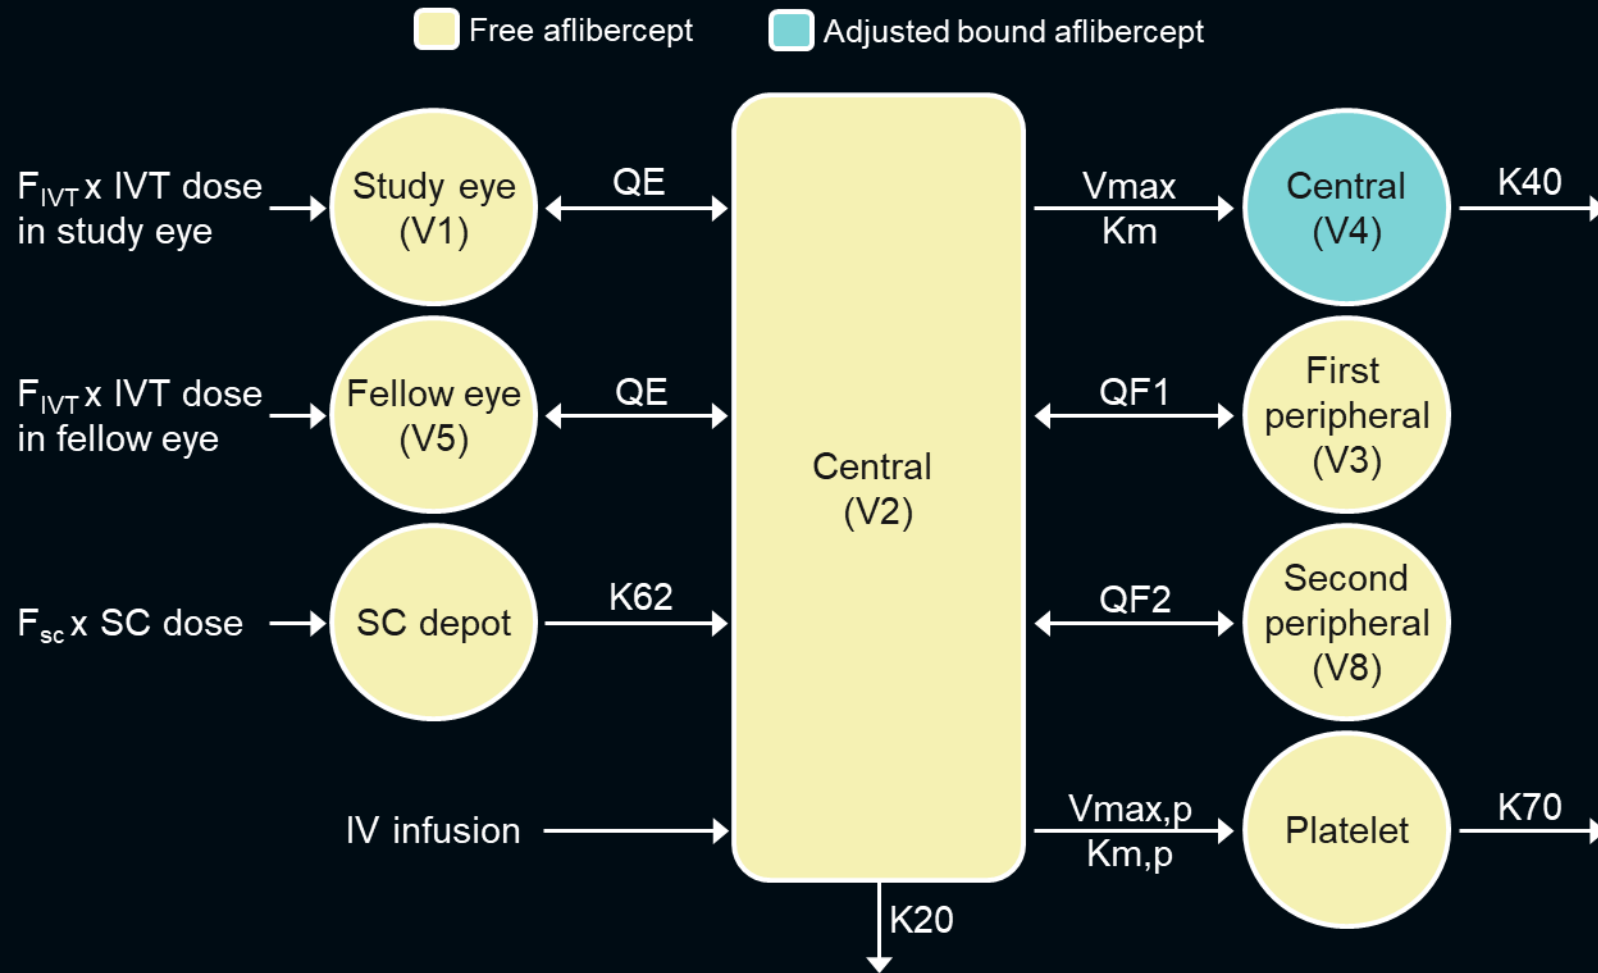 Free aflibercept
Adjusted bound aflibercept
F_IVT x IVT dose
in study eye
Study eye
(V1)
QE
Vmax
Km
Central
(V4)
K40
F_IVT x IVT dose
in fellow eye
Fellow eye
(V5)
QE
Central
(V2)
QF1
First
peripheral
(V3)
F_sc x SC dose
SC depot
K62
QF2
Second
peripheral
(V8)
IV infusion
Vmax,p
Km,p
Platelet
K70
K20